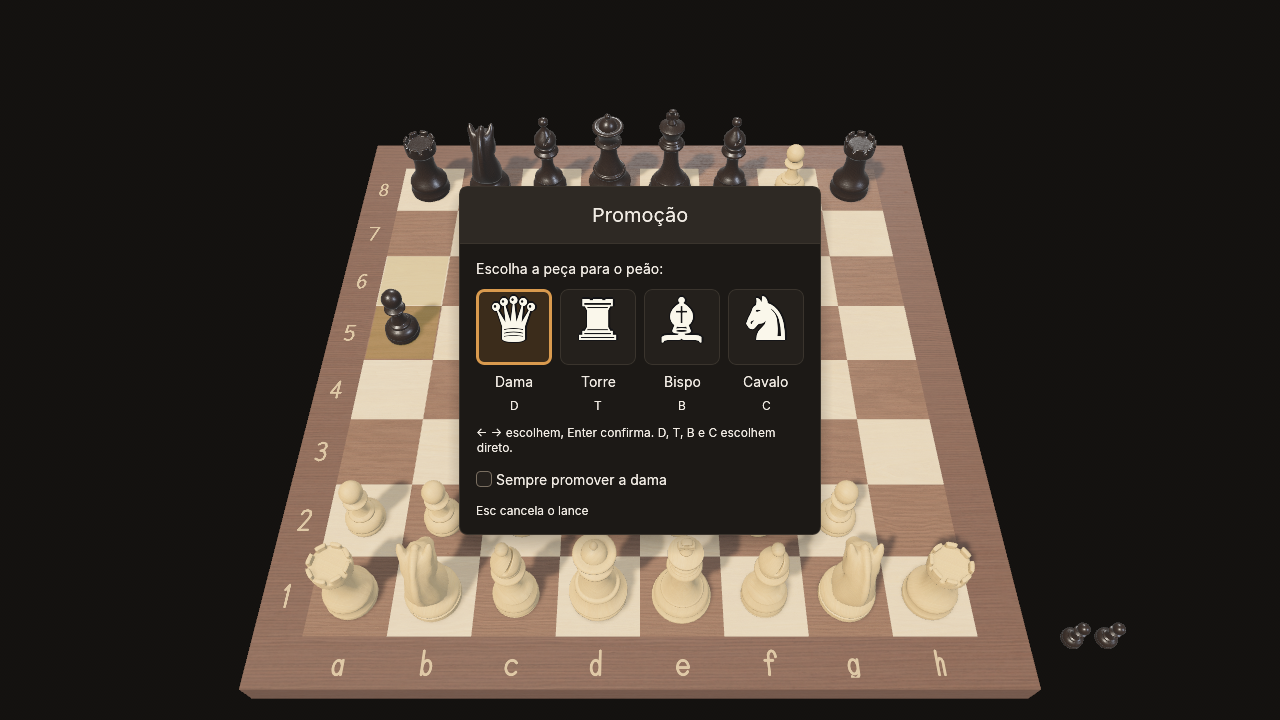 Promoção
Escolha a peça para o peão:
Dama Torre Bispo Cavalo
D T B C
← → escolhem, Enter confirma. D, T, B e C escolhem
direto.
Sempre promover a dama
Esc cancela o lance
8
7
6
5
4
3
2
1
a b c d e f g h